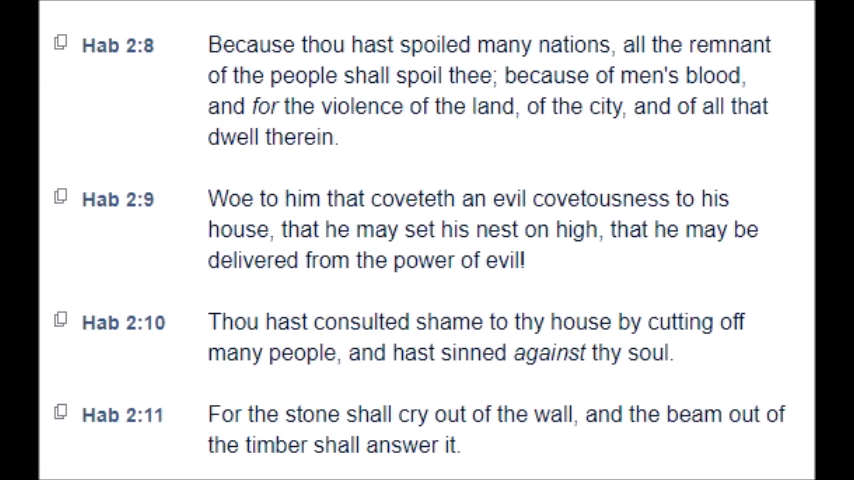 Hab 2:8 Because thou hast spoiled many nations, all the remnant
of the people shall spoil thee; because of men's blood,
and for the violence of the land, of the city, and of all that
dwell therein.
Hab 2:9 Woe to him that coveteth an evil covetousness to his
house, that he may set his nest on high, that he may be
delivered from the power of evil!
Hab 2:10 Thou hast consulted shame to thy house by cutting off
many people, and hast sinned against thy soul.
Hab 2:11 For the stone shall cry out of the wall, and the beam out of
the timber shall answer it.